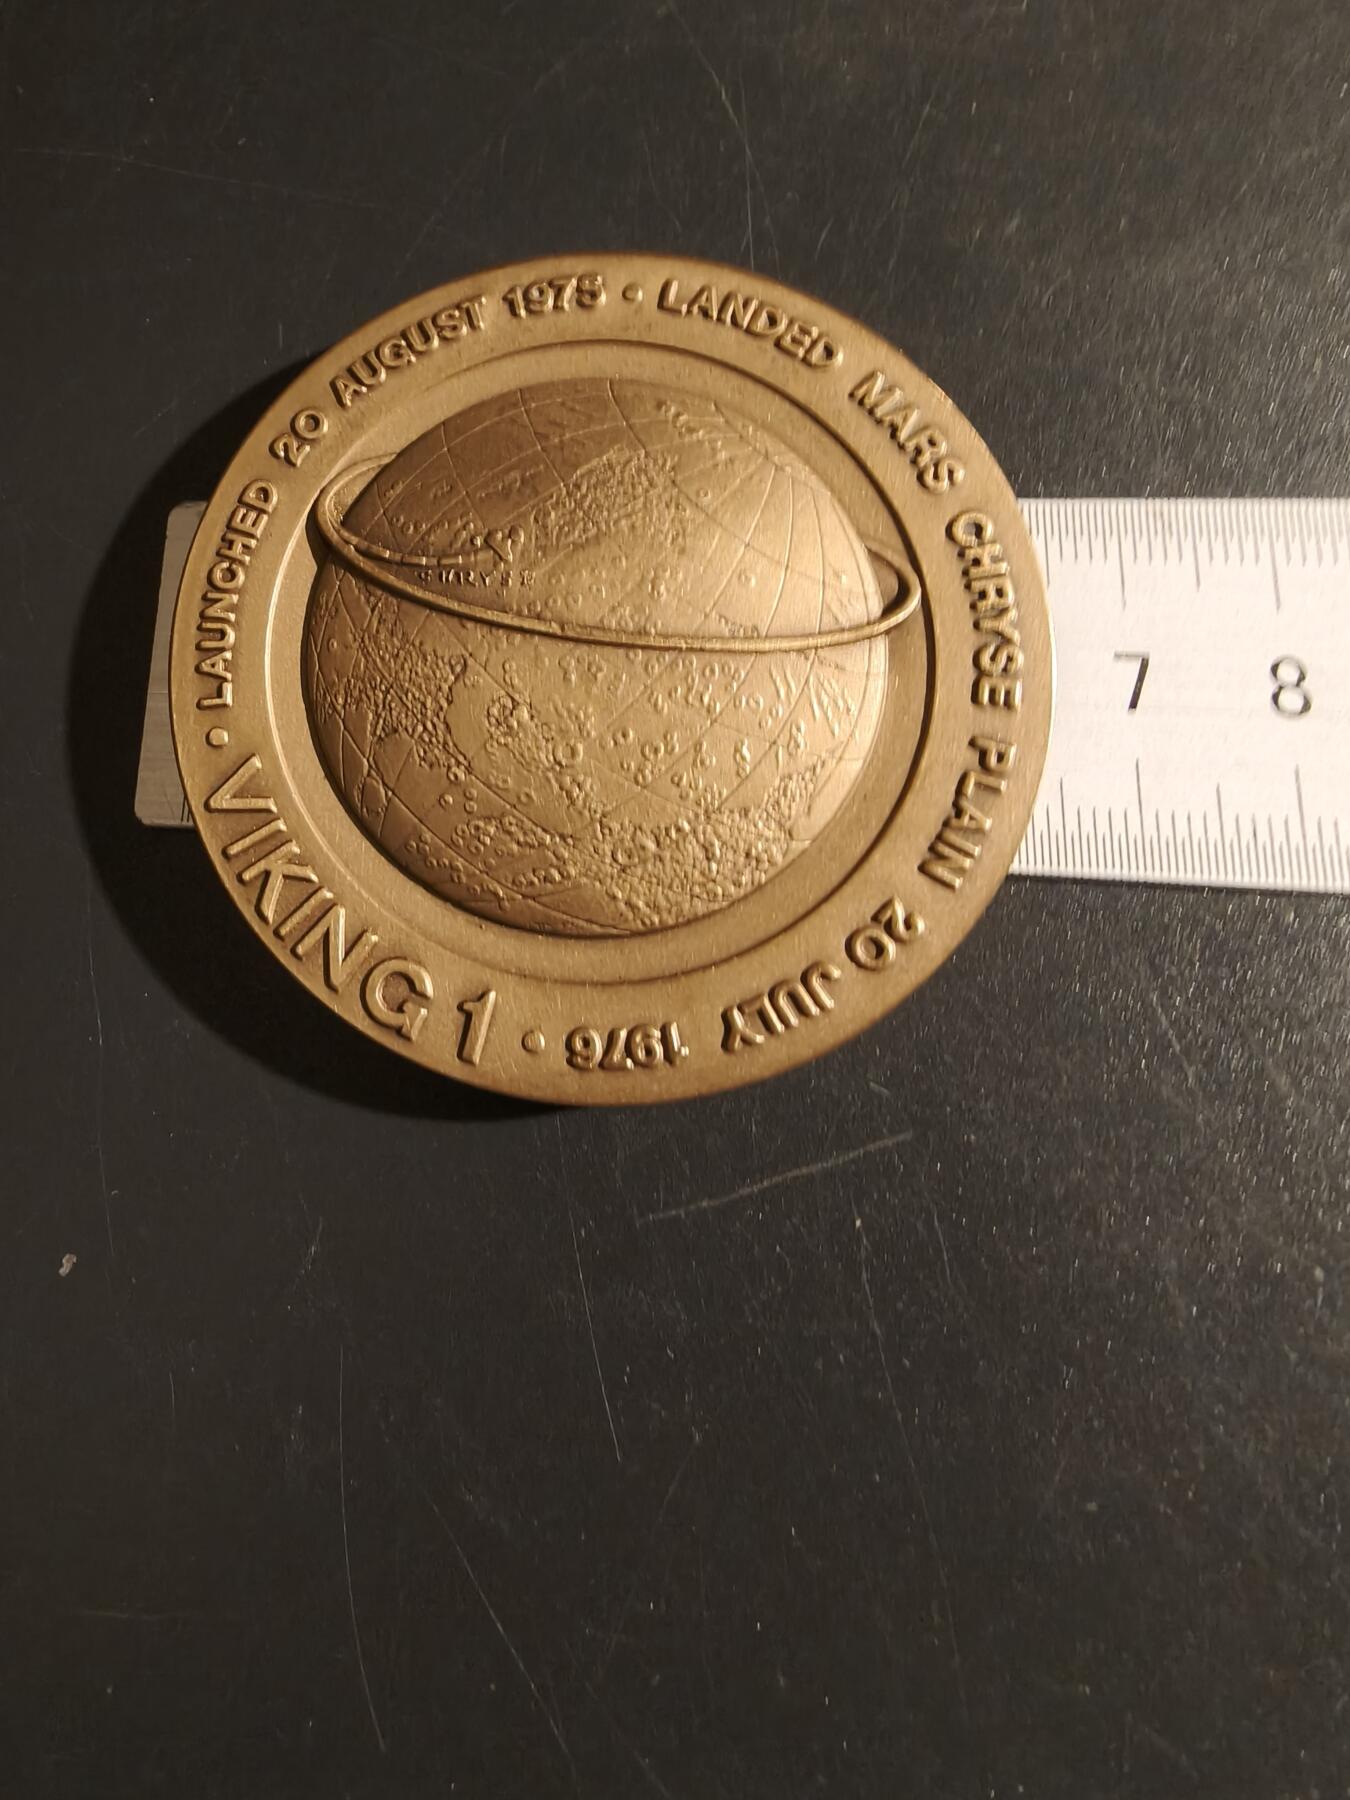 • LAUNCHED 20 AUGUST 1975 • LANDED MARS CHRYSE PLAIN 20 JULY 1976 •
VIKING 1
CHRYSE
7 8